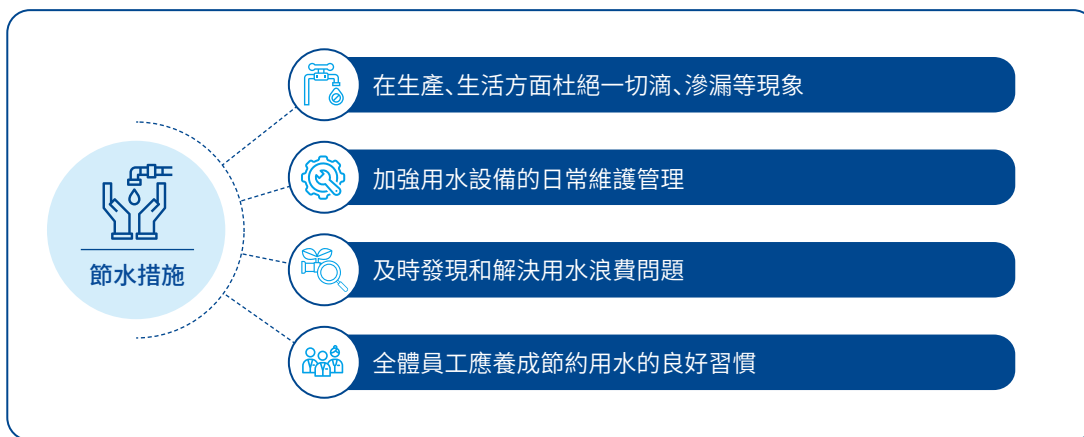 節水措施
在生產、生活方面杜絕一切滴、滲漏等現象
加強用水設備的日常維護管理
及時發現和解決用水浪費問題
全體員工應養成節約用水的良好習慣